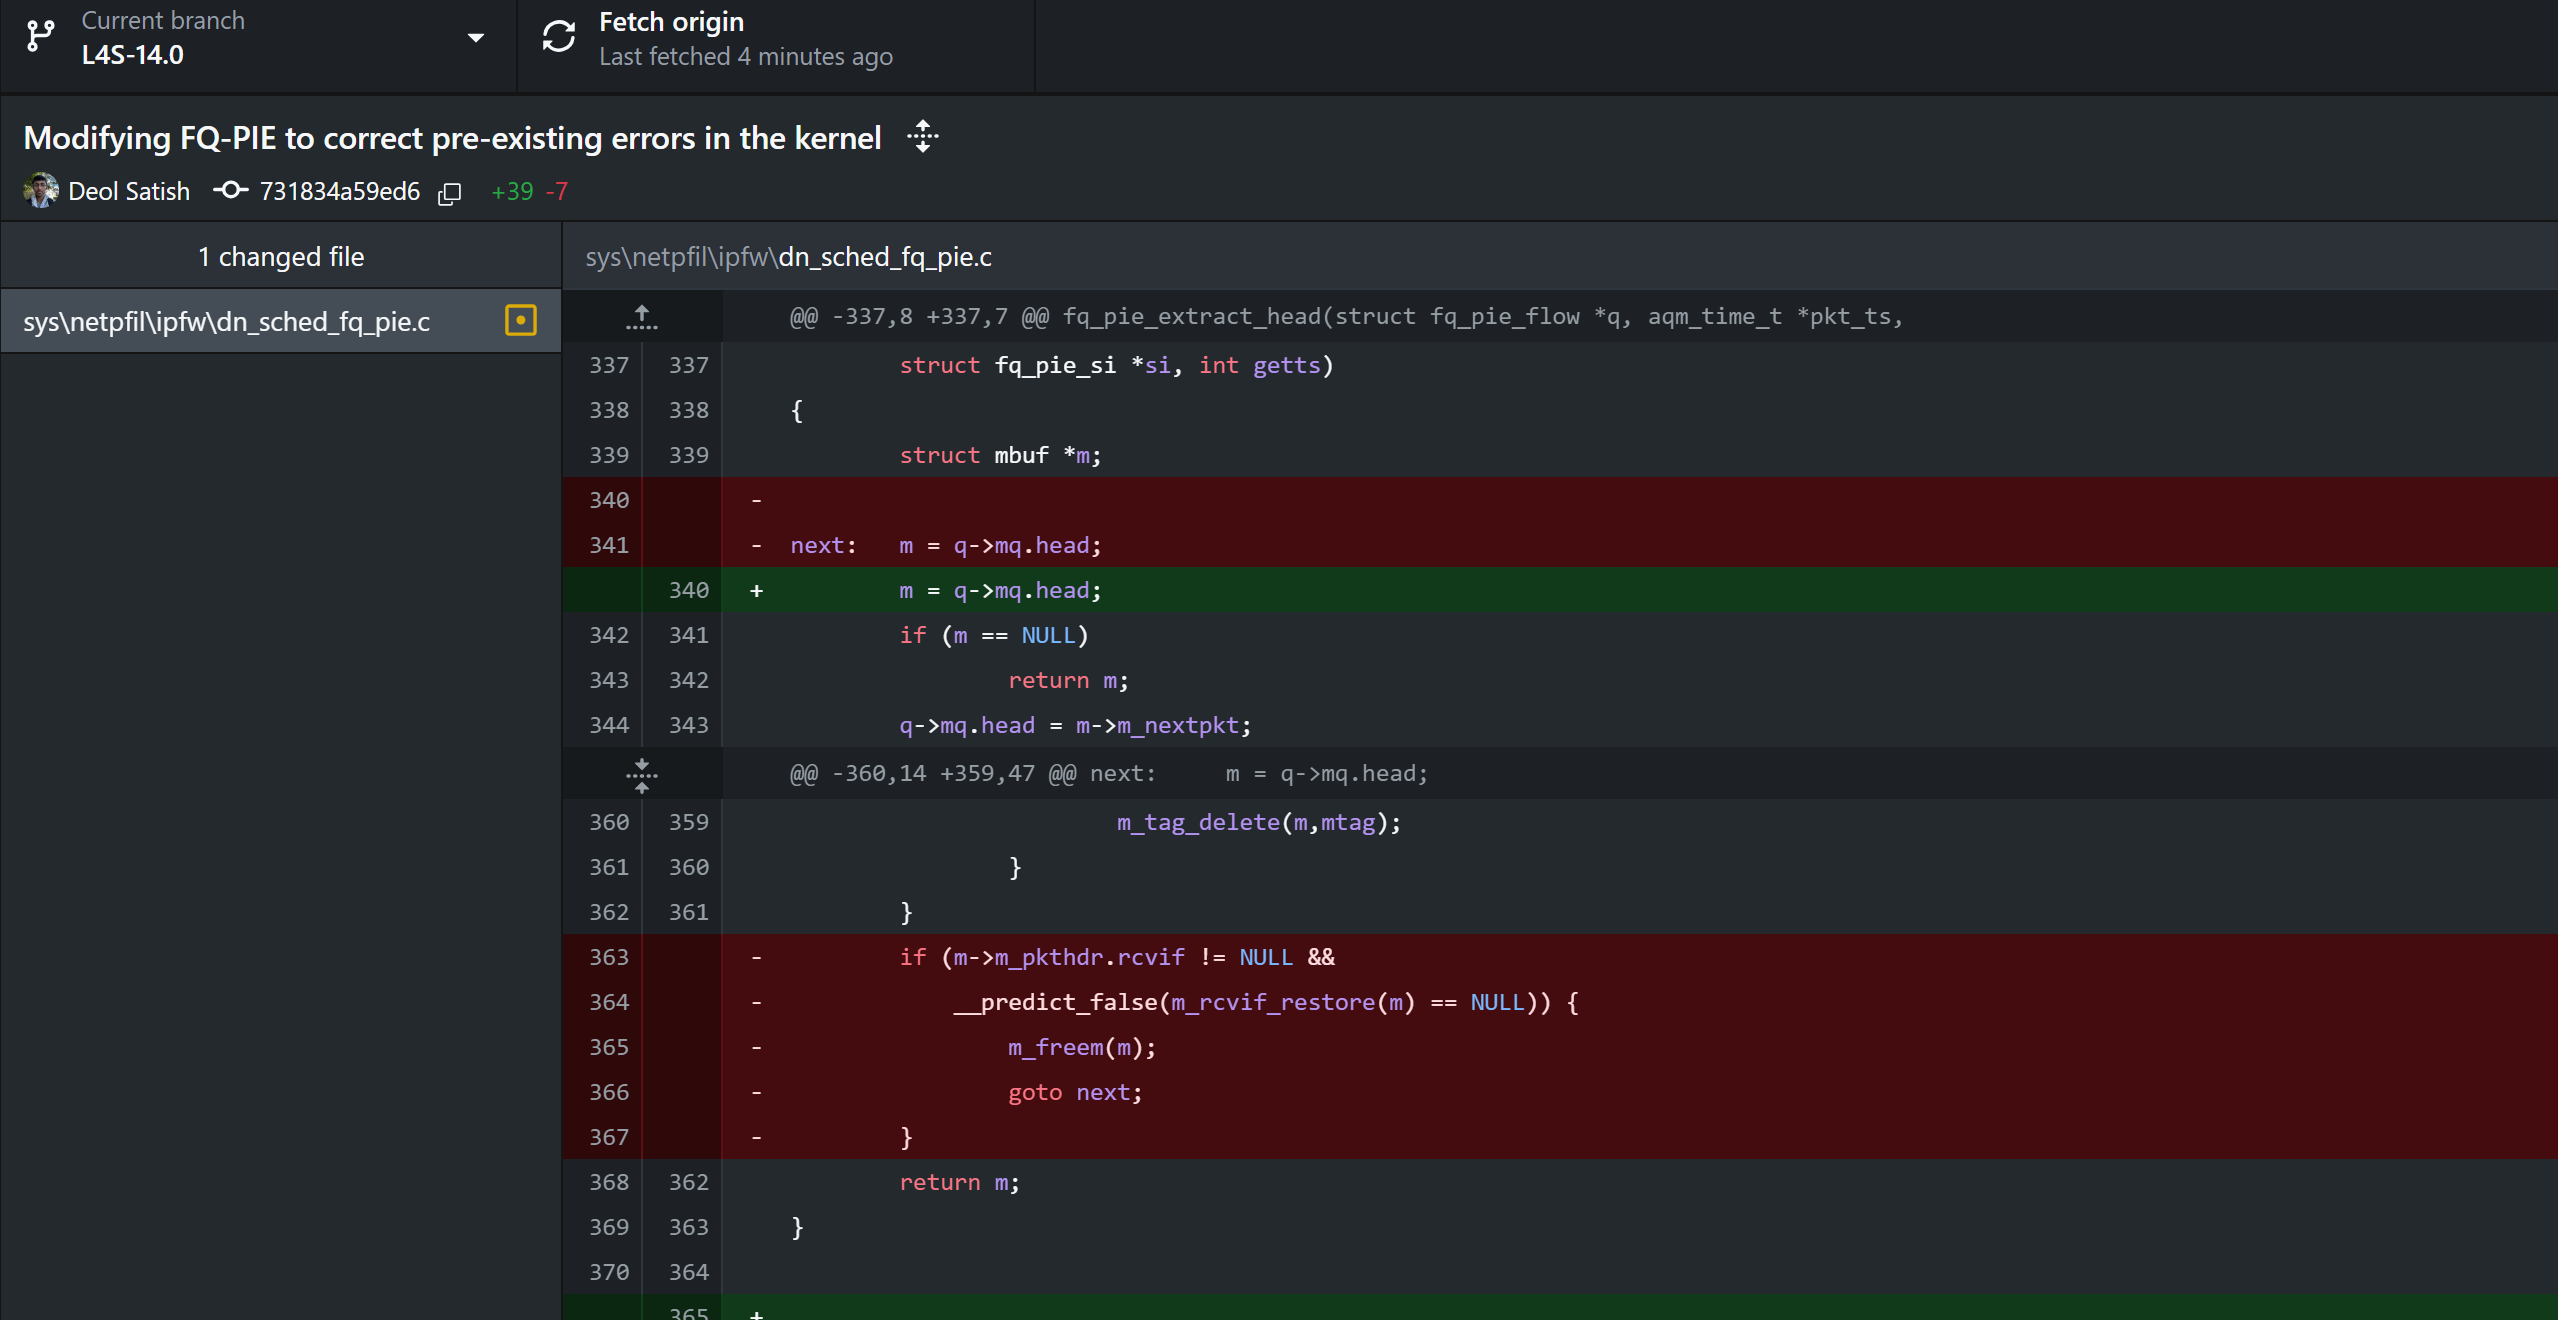 Current branch
L4S-14.0
Fetch origin
Last fetched 4 minutes ago
Modifying FQ-PIE to correct pre-existing errors in the kernel
Deol Satish 731834a59ed6 +39 -7
1 changed file
sys\netpfil\ipfw\dn_sched_fq_pie.c
sys\netpfil\ipfw\dn_sched_fq_pie.c
@@ -337,8 +337,7 @@ fq_pie_extract_head(struct fq_pie_flow *q, aqm_time_t *pkt_ts,
337 337 struct fq_pie_si *si, int getts)
338 338 {
339 339 struct mbuf *m;
340 -
341 - next: m = q->mq.head;
340 + m = q->mq.head;
342 341 if (m == NULL)
343 342 return m;
344 343 q->mq.head = m->m_nextpkt;
@@ -360,14 +359,47 @@ next: m = q->mq.head;
360 359 m_tag_delete(m,mtag);
361 360 }
362 361 }
363 - if (m->m_pkthdr.rcvif != NULL &&
364 - __predict_false(m_rcvif_restore(m) == NULL)) {
365 - m_freem(m);
366 - goto next;
367 - }
368 362 return m;
369 363 }
370 364
365 +